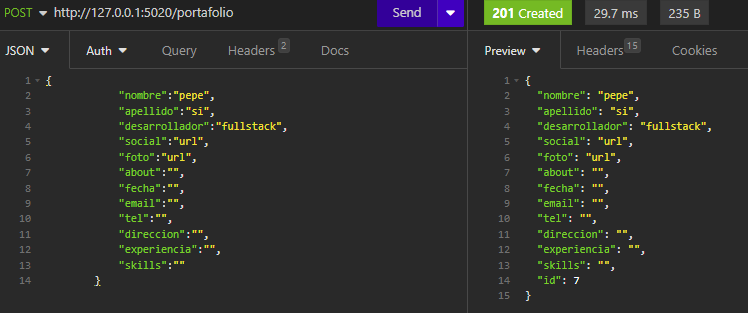 POST http://127.0.0.1:5020/portafolio Send
JSON Auth Query Headers 2 Docs
1 {
2 "nombre":"pepe",
3 "apellido":"si",
4 "desarrollador":"fullstack",
5 "social":"url",
6 "foto":"url",
7 "about":"",
8 "fecha":"",
9 "email":"",
10 "tel":"",
11 "direccion":"",
12 "experiencia":"",
13 "skills":""
14 }
201 Created 29.7 ms 235 B
Preview Headers 15 Cookies
1 {
2 "nombre": "pepe",
3 "apellido": "si",
4 "desarrollador": "fullstack",
5 "social": "url",
6 "foto": "url",
7 "about": "",
8 "fecha": "",
9 "email": "",
10 "tel": "",
11 "direccion": "",
12 "experiencia": "",
13 "skills": "",
14 "id": 7
15 }